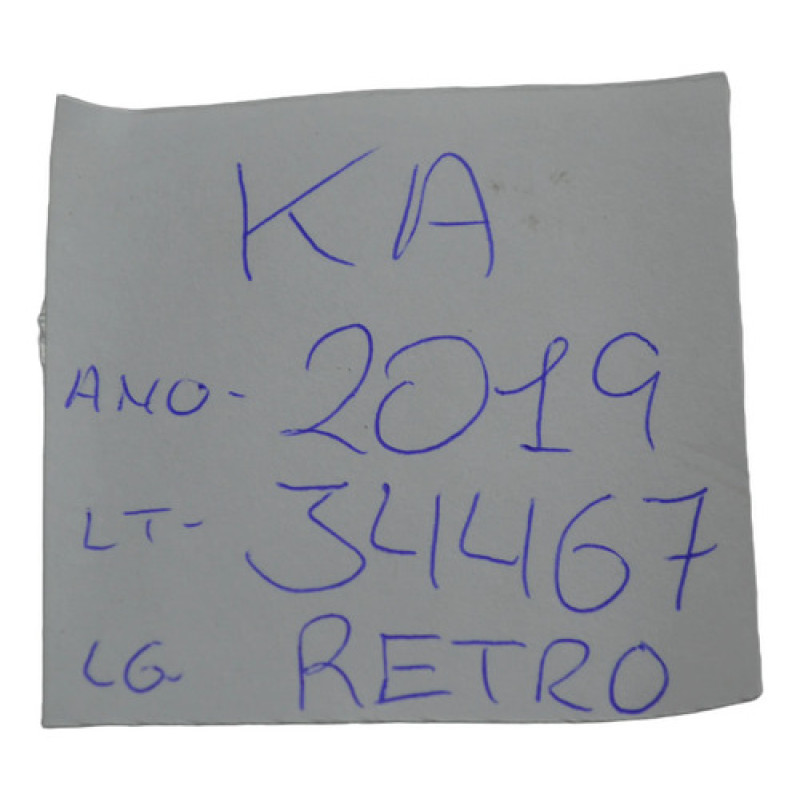 KA
ANO- 2019
LT- 34467
LG RETRO